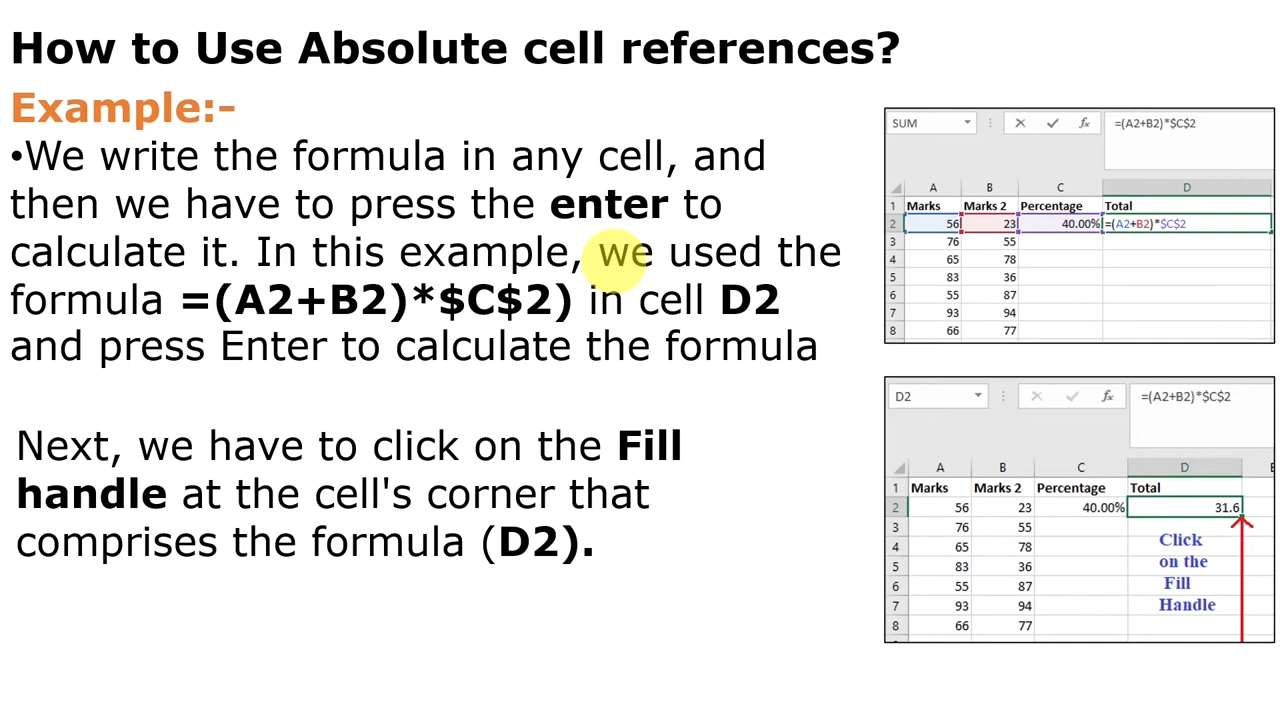 How to Use Absolute cell references?
Example:-
•We write the formula in any cell, and
then we have to press the enter to
calculate it. In this example, we used the
formula =(A2+B2)*$C$2) in cell D2
and press Enter to calculate the formula
Next, we have to click on the Fill
handle at the cell's corner that
comprises the formula (D2).
SUM =(A2+B2)*$C$2
A B C D
1 Marks Marks 2 Percentage Total
2 56 23 40.00% =(A2+B2)*$C$2
3 76 55
4 65 78
5 83 36
6 55 87
7 93 94
8 66 77
D2 =(A2+B2)*$C$2
A B C D
1 Marks Marks 2 Percentage Total
2 56 23 40.00% 31.6
3 76 55
4 65 78
5 83 36
6 55 87
7 93 94
8 66 77
Click
on the
Fill
Handle